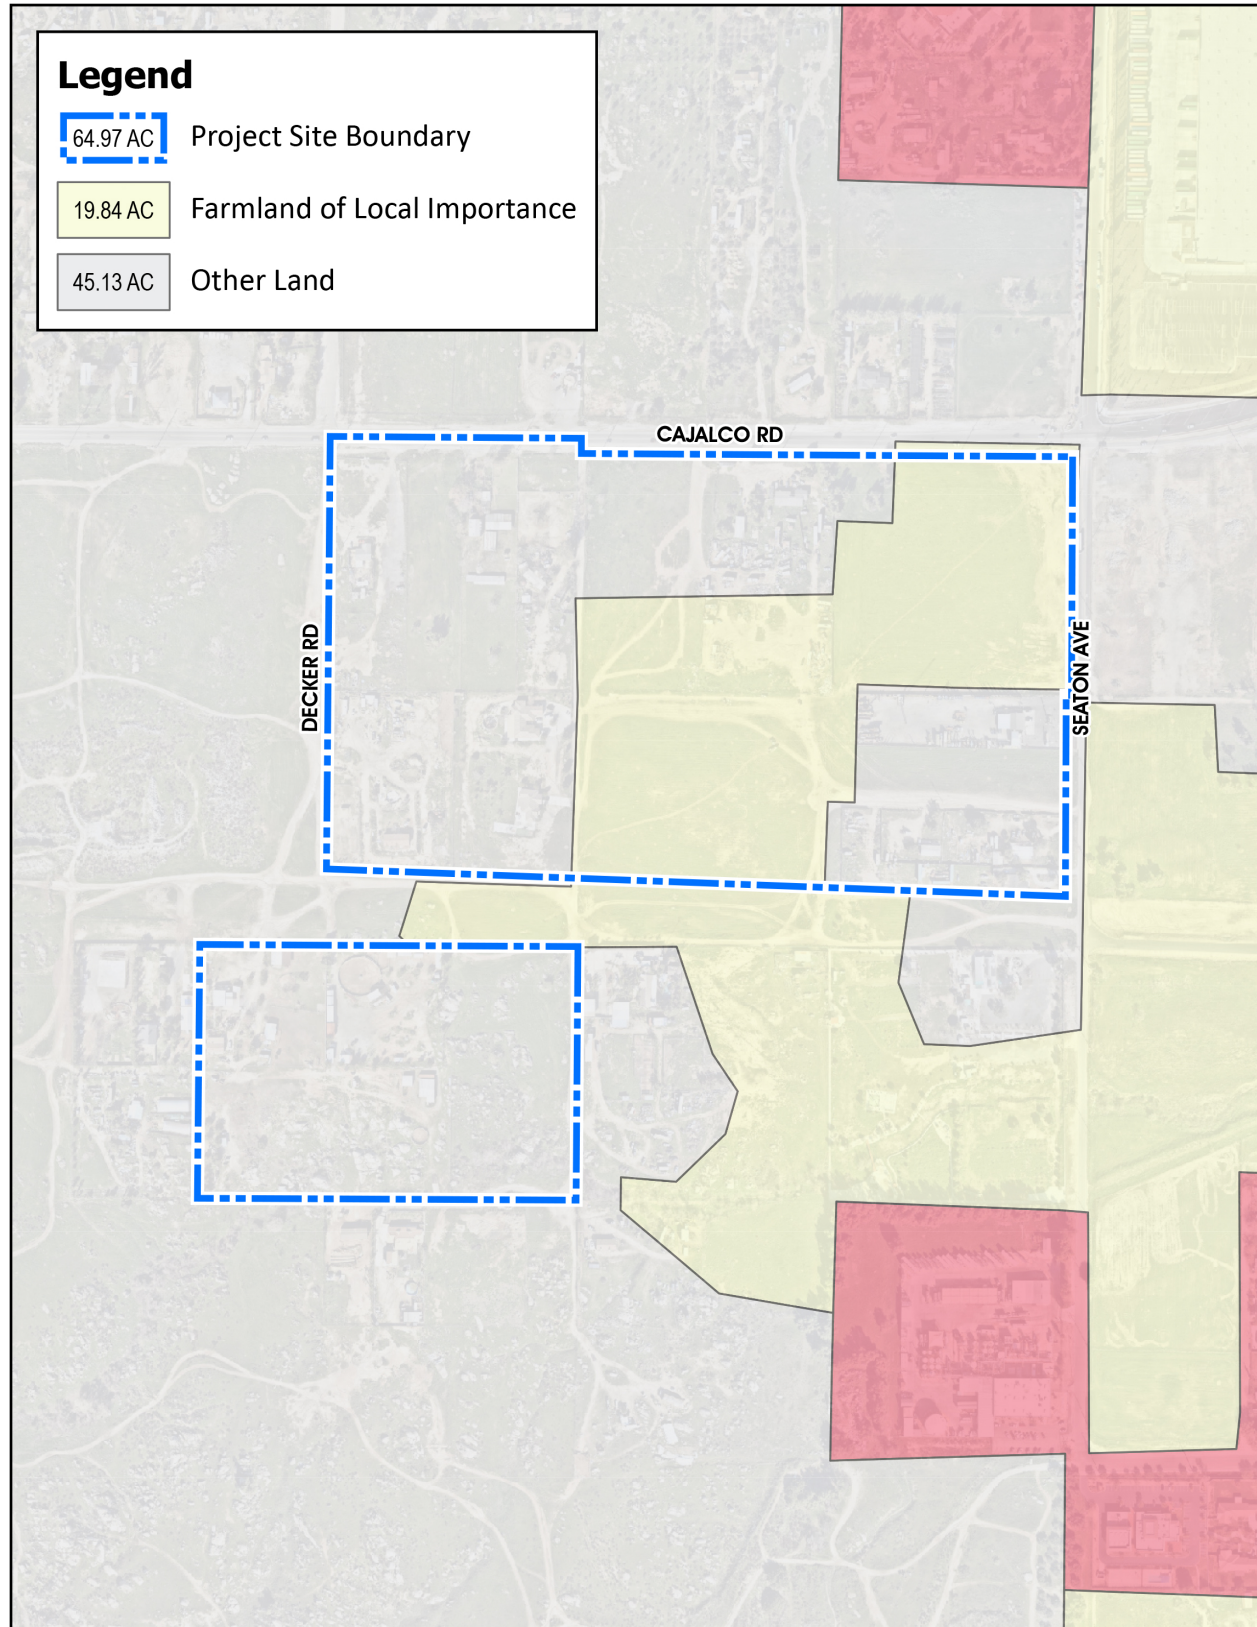 Legend
64.97 AC Project Site Boundary
19.84 AC Farmland of Local Importance
45.13 AC Other Land
CAJALCO RD
DECKER RD
SEATON AVE